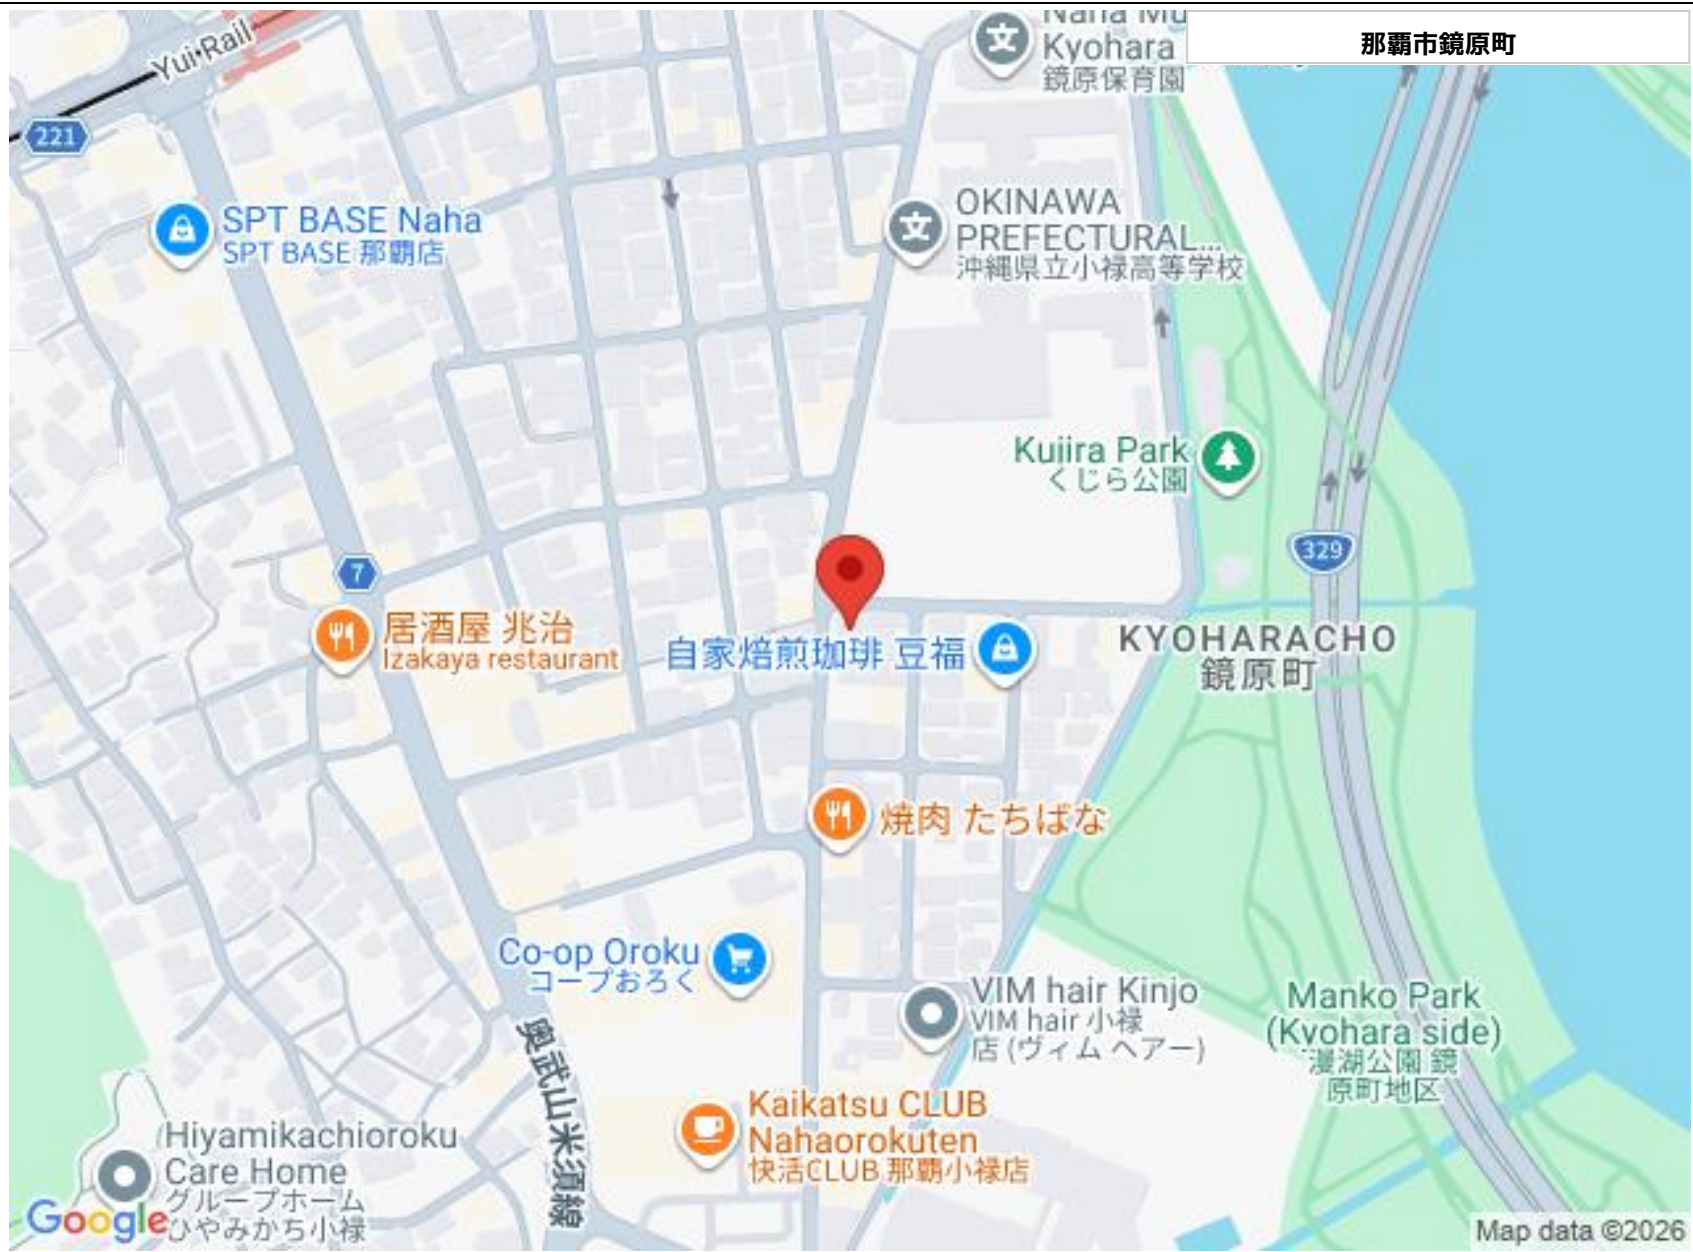 Yui Rail
那覇市鏡原町
Kyohara
鏡原保育園
221
SPT BASE Naha
SPT BASE 那覇店
OKINAWA
PREFECTURAL...
沖縄県立小禄高等学校
Kujira Park
くじら公園
329
7
居酒屋 兆治
Izakaya restaurant
自家焙煎珈琲 豆福
KYOHARACHO
鏡原町
焼肉 たちばな
Co-op Oroku
コープおろく
VIM hair Kinjo
VIM hair 小禄
店 (ヴィム ヘアー)
Manko Park
(Kyohara side)
漫湖公園 鏡
原町地区
奥武山米須線
Kaikatsu CLUB
Nahaorokuten
快活CLUB 那覇小禄店
Hiyamikachioroku
Care Home
グループホーム
ひやみかち小禄
Google
Map data ©2026